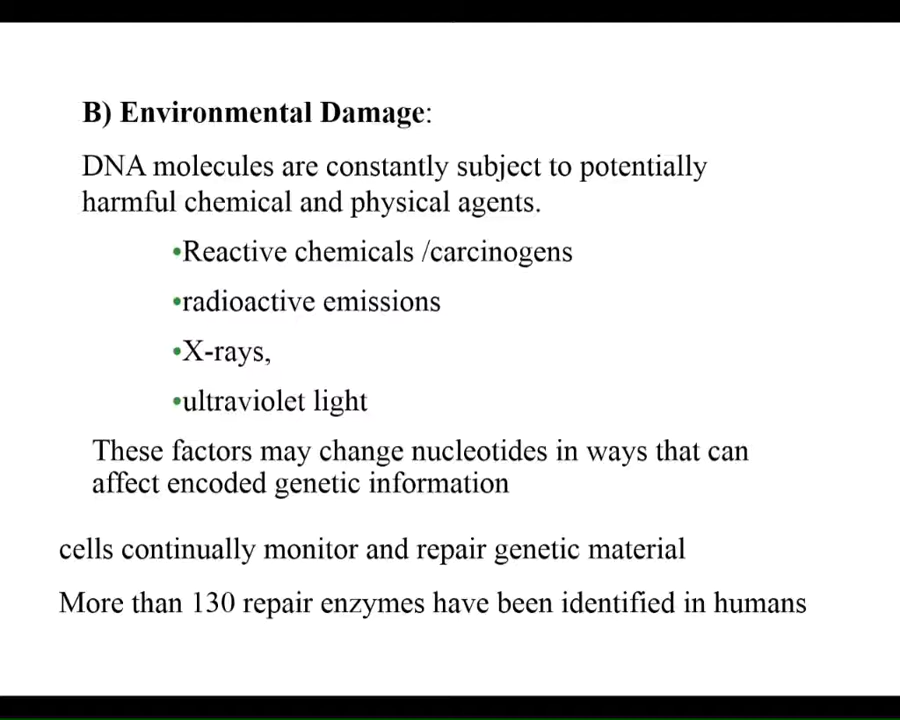 B) Environmental Damage:
DNA molecules are constantly subject to potentially
harmful chemical and physical agents.
•Reactive chemicals /carcinogens
•radioactive emissions
•X-rays,
•ultraviolet light
These factors may change nucleotides in ways that can
affect encoded genetic information
cells continually monitor and repair genetic material
More than 130 repair enzymes have been identified in humans